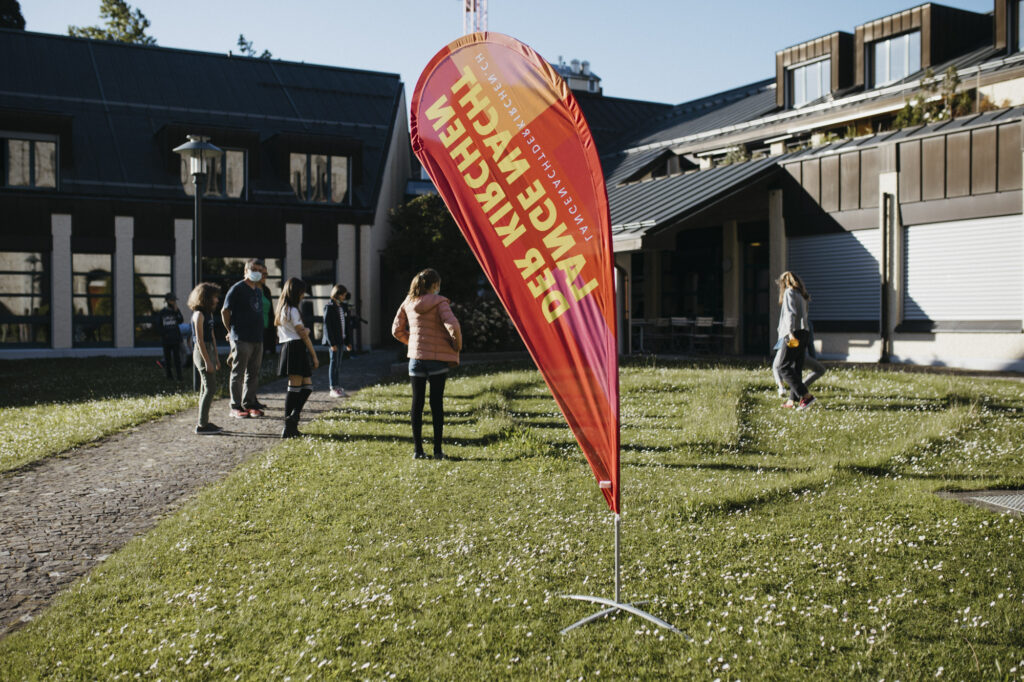 LANGE NACHT
DER KIRCHEN
LANGENACHTDERKIRCHEN.CH